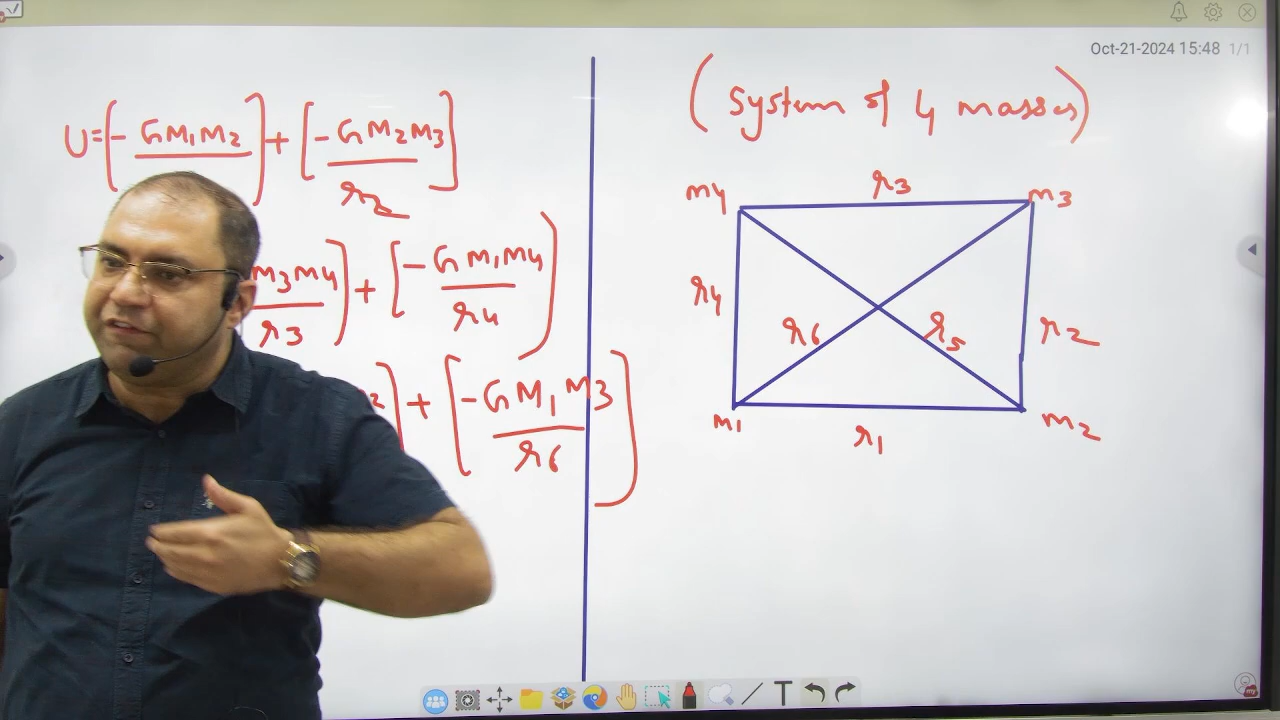 Oct-21-2024 15:48 1/1
U=[-GM1M2] + [-GM2M3/r2]
M3M4/r3] + [-GM1M4/r4]
] + [-GM1M3/r6]
(System of 4 masses)
m4 r3 m3
r4 r6 r5 r2
m1 r1 m2